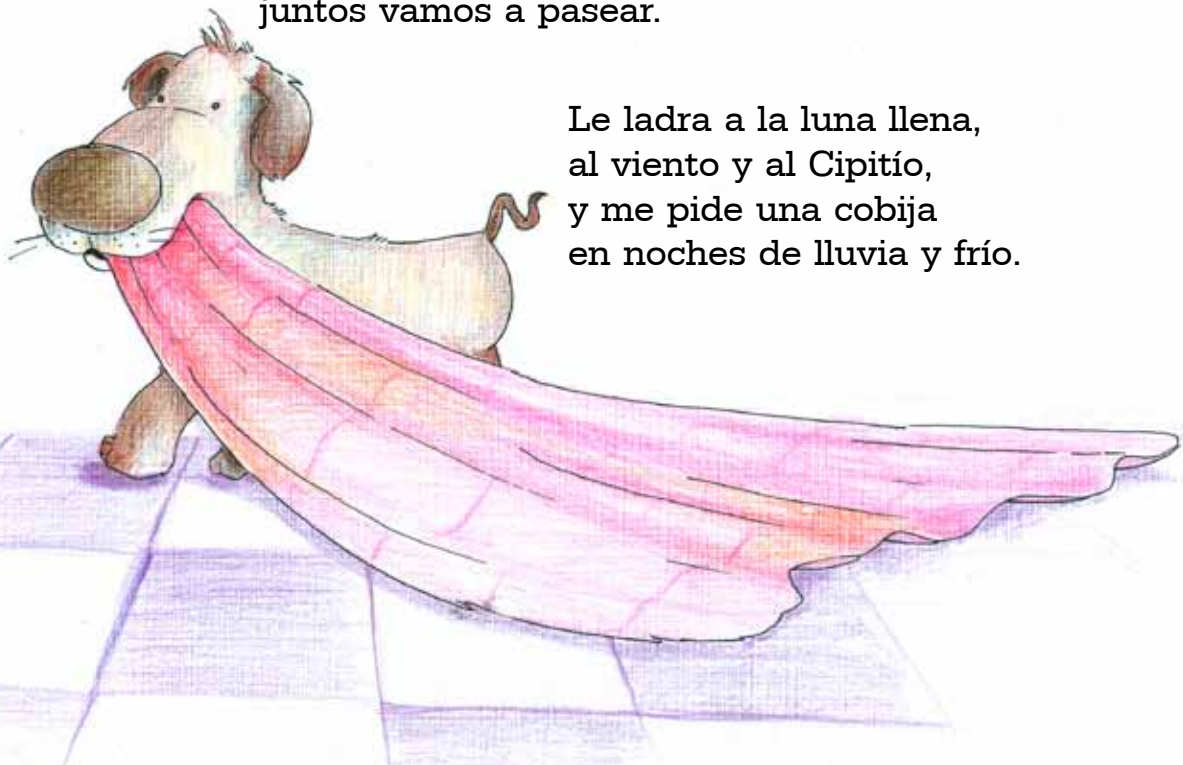 juntos vamos a pasear.
Le ladra a la luna llena,
al viento y al Cipitío,
y me pide una cobija
en noches de lluvia y frío.